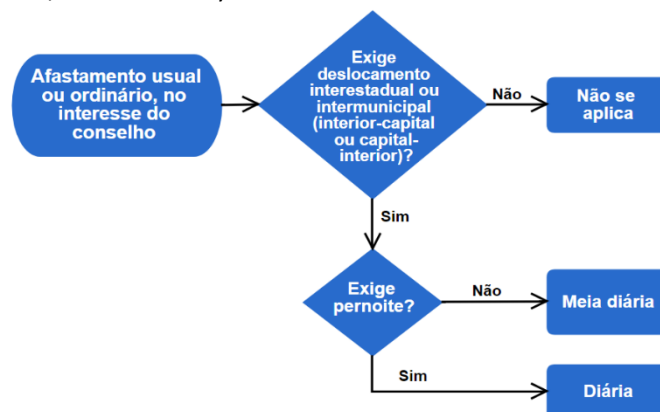 Afastamento usual
ou ordinário, no
interesse do
conselho
Exige
deslocamento
interestadual ou
intermunicipal
(interior-capital
ou capital-
interior)?
Não
Não se
aplica
Sim
Exige
pernoite?
Não
Meia diária
Sim
Diária